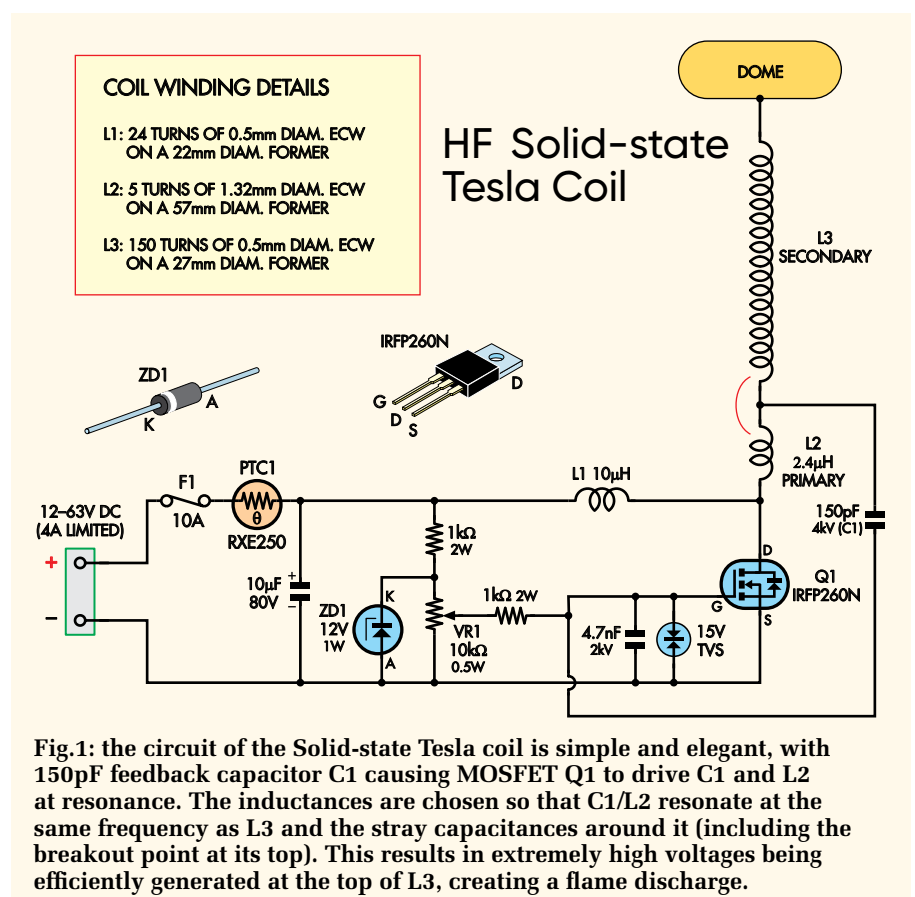 COIL WINDING DETAILS
L1: 24 TURNS OF 0.5mm DIAM. ECW
ON A 22mm DIAM. FORMER
L2: 5 TURNS OF 1.32mm DIAM. ECW
ON A 57mm DIAM. FORMER
L3: 150 TURNS OF 0.5mm DIAM. ECW
ON A 27mm DIAM. FORMER
HF Solid-state
Tesla Coil
DOME
L3
SECONDARY
IRFP260N
G
D
S
D
ZD1
A
K
L2
2.4µH
PRIMARY
12–63V DC
(4A LIMITED)
+
–
F1
10A
PTC1
θ
RXE250
L1 10µH
150pF
4kV (C1)
10µF
80V
+
–
1kΩ
2W
ZD1
12V
1W
K
A
VR1
10kΩ
0.5W
1kΩ 2W
4.7nF
2kV
15V
TVS
D
G
S
Q1
IRFP260N
Fig.1: the circuit of the Solid-state Tesla coil is simple and elegant, with
150pF feedback capacitor C1 causing MOSFET Q1 to drive C1 and L2
at resonance. The inductances are chosen so that C1/L2 resonate at the
same frequency as L3 and the stray capacitances around it (including the
breakout point at its top). This results in extremely high voltages being
efficiently generated at the top of L3, creating a flame discharge.